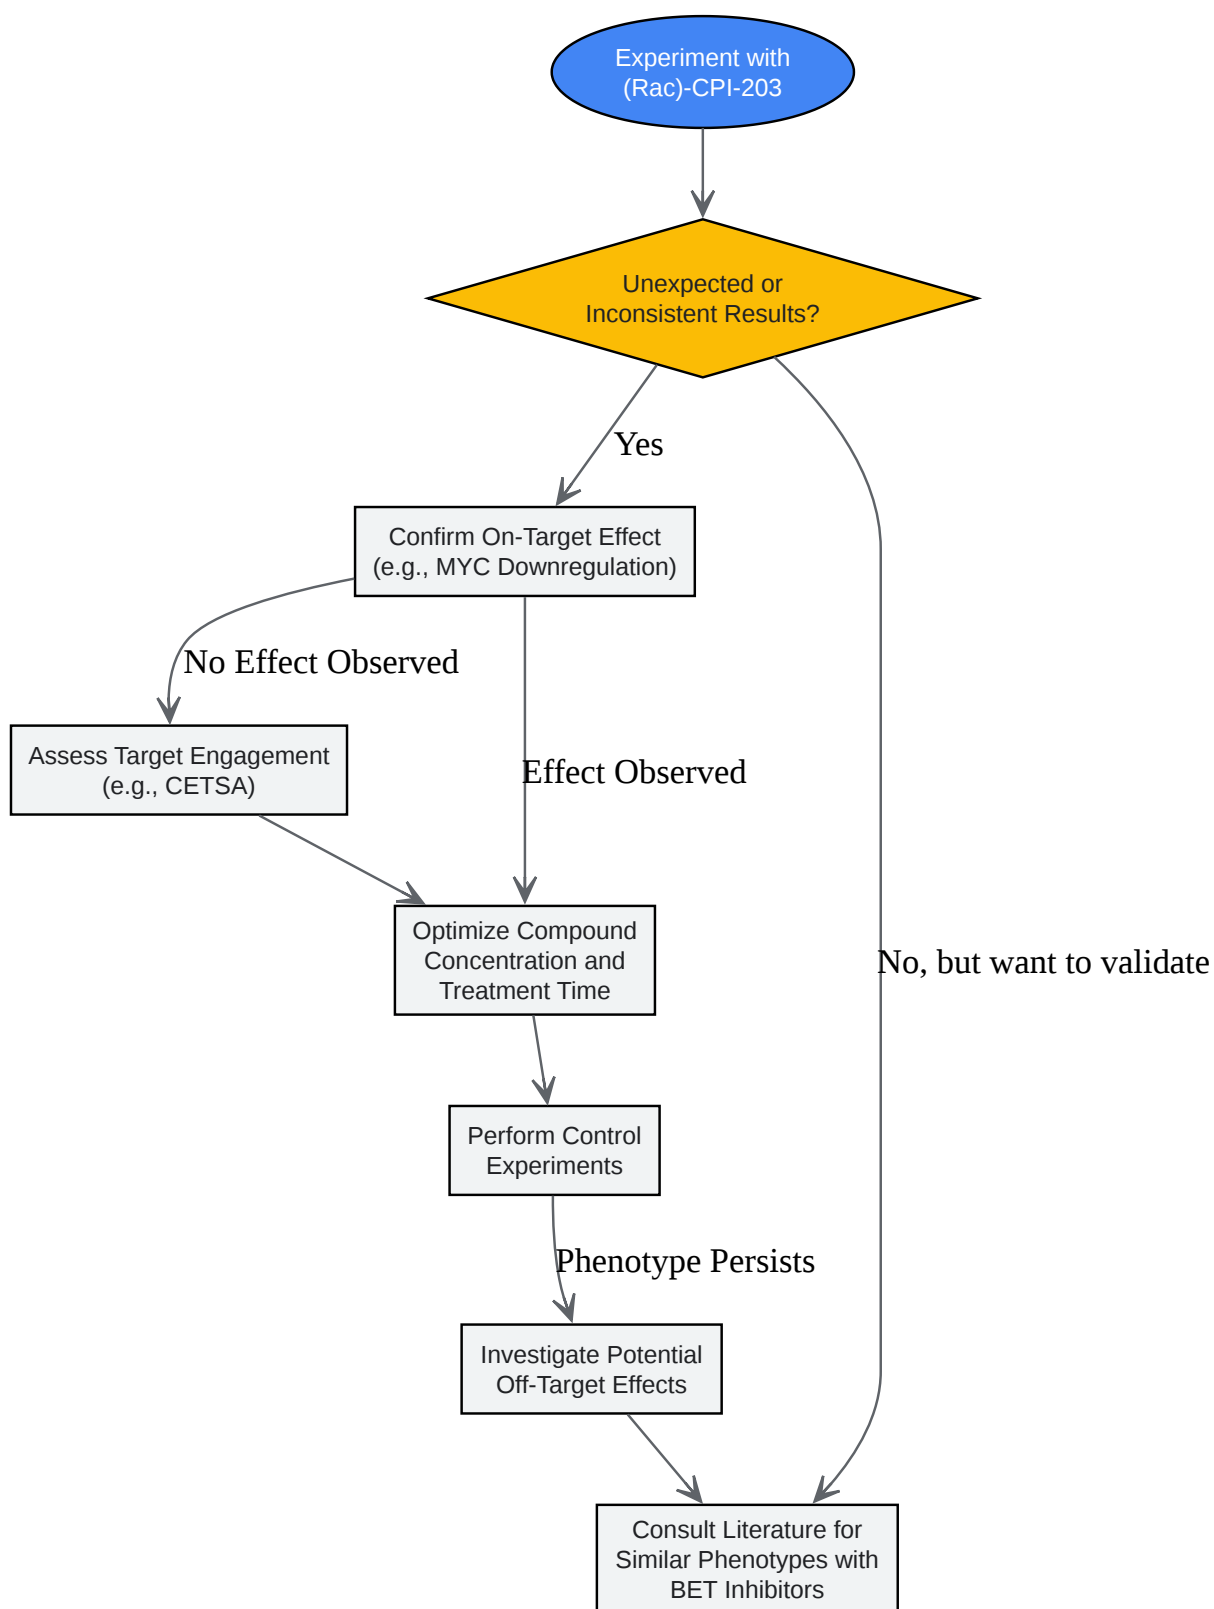 Experiment with
(Rac)-CPI-203
Unexpected or
Inconsistent Results?
Yes
Confirm On-Target Effect
(e.g., MYC Downregulation)
No Effect Observed
Assess Target Engagement
(e.g., CETSA)
Effect Observed
Optimize Compound
Concentration and
Treatment Time
No, but want to validate
Perform Control
Experiments
Phenotype Persists
Investigate Potential
Off-Target Effects
Consult Literature for
Similar Phenotypes with
BET Inhibitors